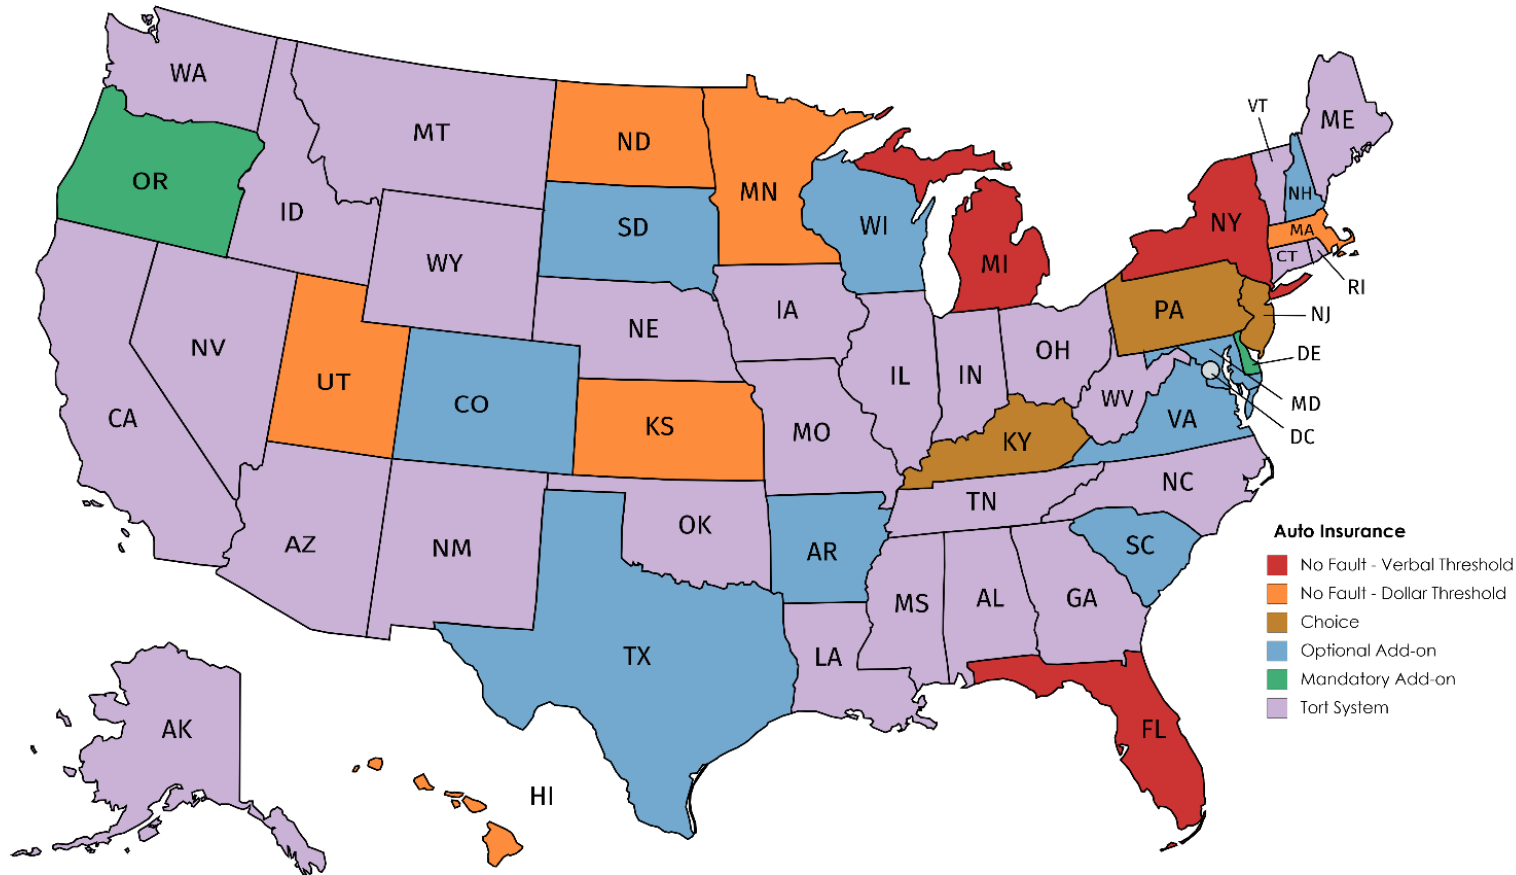 WA
MT
ND
MN
VT
ME
OR
ID
WY
SD
WI
MI
NY
NH
MA
CT
RI
NV
UT
CO
NE
IA
IL
IN
OH
PA
NJ
DE
MD
DC
CA
KS
MO
KY
WV
VA
AZ
NM
OK
AR
TN
NC
SC
TX
LA
MS
AL
GA
FL
AK
HI
Auto Insurance
No Fault - Verbal Threshold
No Fault - Dollar Threshold
Choice
Optional Add-on
Mandatory Add-on
Tort System